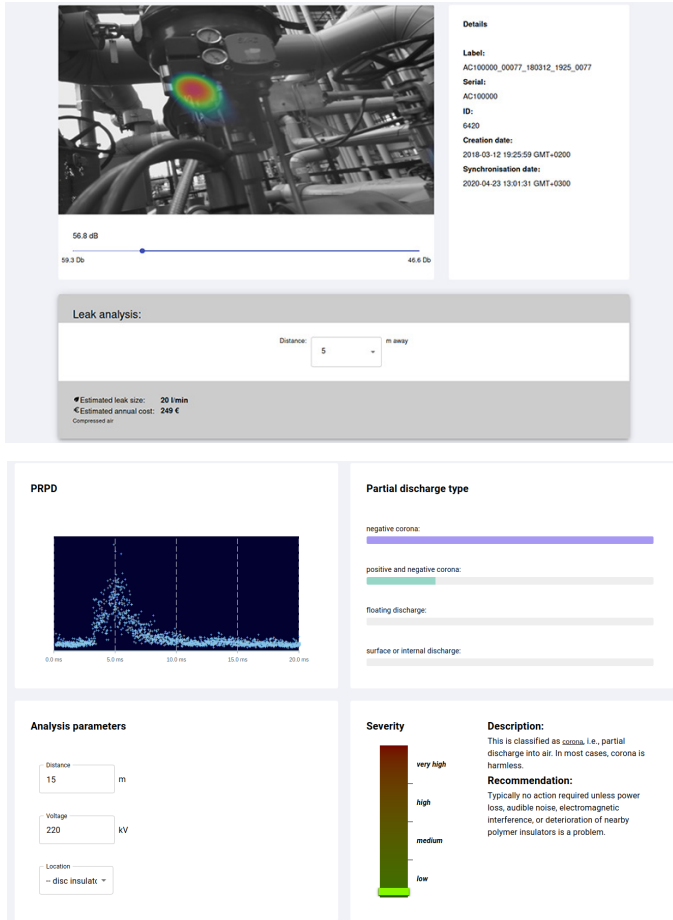 Details
Label:
AC100000_00077_180312_1925_0077
Serial:
AC100000
ID:
6420
Creation date:
2018-03-12 19:25:59 GMT+0200
Synchronisation date:
2020-04-23 13:01:31 GMT+0300
56.8 dB
59.3 Db
46.6 Db
Leak analysis:
Distance:
5
m away
Estimated leak size: 20 l/min
€Estimated annual cost: 249 €
Compressed air
PRPD
0.0 ms
5.0 ms
10.0 ms
15.0 ms
20.0 ms
Partial discharge type
negative corona:
positive and negative corona:
floating discharge:
surface or internal discharge:
Analysis parameters
Distance
15 m
Voltage
220 kV
Location
-- disc insulatc
Severity
very high
high
medium
low
Description:
This is classified as corona, i.e., partial
discharge into air. In most cases, corona is
harmless.
Recommendation:
Typically no action required unless power
loss, audible noise, electromagnetic
interference, or deterioration of nearby
polymer insulators is a problem.